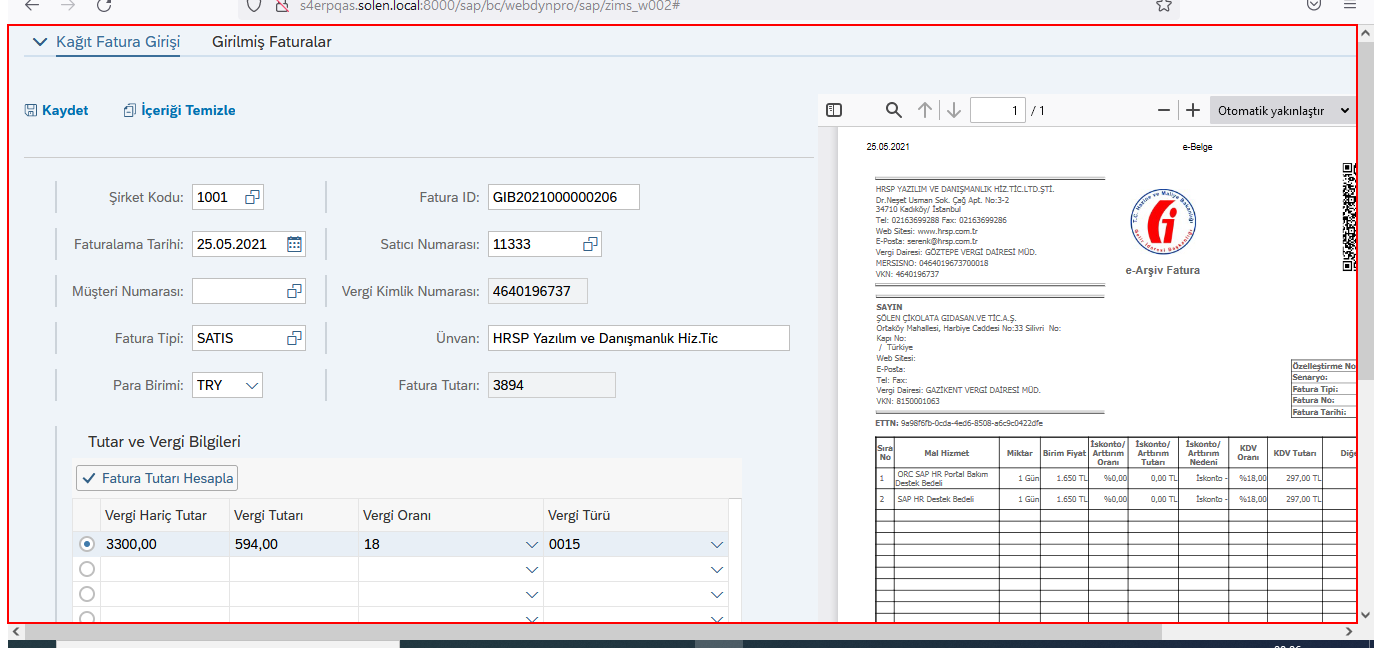 s4erpqas.solen.local:8000/sap/bc/webdynpro/sap/zims_w002#
Kağıt Fatura Girişi
Girilmiş Faturalar
Kaydet
İçeriği Temizle
Şirket Kodu: 1001
Fatura ID: GIB2021000000206
Faturalama Tarihi: 25.05.2021
Satıcı Numarası: 11333
Müşteri Numarası:
Vergi Kimlik Numarası: 4640196737
Fatura Tipi: SATIS
Ünvan: HRSP Yazılım ve Danışmanlık Hiz.Tic
Para Birimi: TRY
Fatura Tutarı: 3894
Tutar ve Vergi Bilgileri
Fatura Tutarı Hesapla
Vergi Hariç Tutar Vergi Tutarı Vergi Oranı Vergi Türü
3300,00 594,00 18 0015
1 / 1
Otomatik yakınlaştır
25.05.2021 e-Belge
HRSP YAZILIM VE DANIŞMANLIK HİZ.TİC.LTD.ŞTİ.
Dr.Neşet Usman Sok. Çağ Apt. No:3-2
34710 Kadıköy/ İstanbul
Tel: 02163699288 Fax: 02163699286
Web Sitesi: www.hrsp.com.tr
E-Posta: serenk@hrsp.com.tr
Vergi Dairesi: GÖZTEPE VERGİ DAİRESİ MÜD.
MERSISNO: 0464019673700018
VKN: 4640196737
e-Arşiv Fatura
SAYIN
ŞÖLEN ÇİKOLATA GIDASAN.VE TİC.A.Ş.
Ortaköy Mahallesi, Harbiye Caddesi No:33 Silivri No:
Kapı No:
/ Türkiye
Web Sitesi:
E-Posta:
Tel: Fax:
Vergi Dairesi: GAZİKENT VERGİ DAİRESİ MÜD.
VKN: 8150001063
Özelleştirme No
Senaryo:
Fatura Tipi:
Fatura No:
Fatura Tarihi:
ETTN: 9a98f6fb-0cda-4ed6-8508-a6c9c0422dfe
Sıra No Mal Hizmet Miktar Birim Fiyat İskonto/ Arttırım Oranı İskonto/ Arttırım Tutarı İskonto/ Arttırım Nedeni KDV Oranı KDV Tutarı Diğe
1 ORC SAP HR Portal Bakım Destek Bedeli 1 Gün 1.650 TL %0,00 0,00 TL İskonto - %18,00 297,00 TL
2 SAP HR Destek Bedeli 1 Gün 1.650 TL %0,00 0,00 TL İskonto - %18,00 297,00 TL